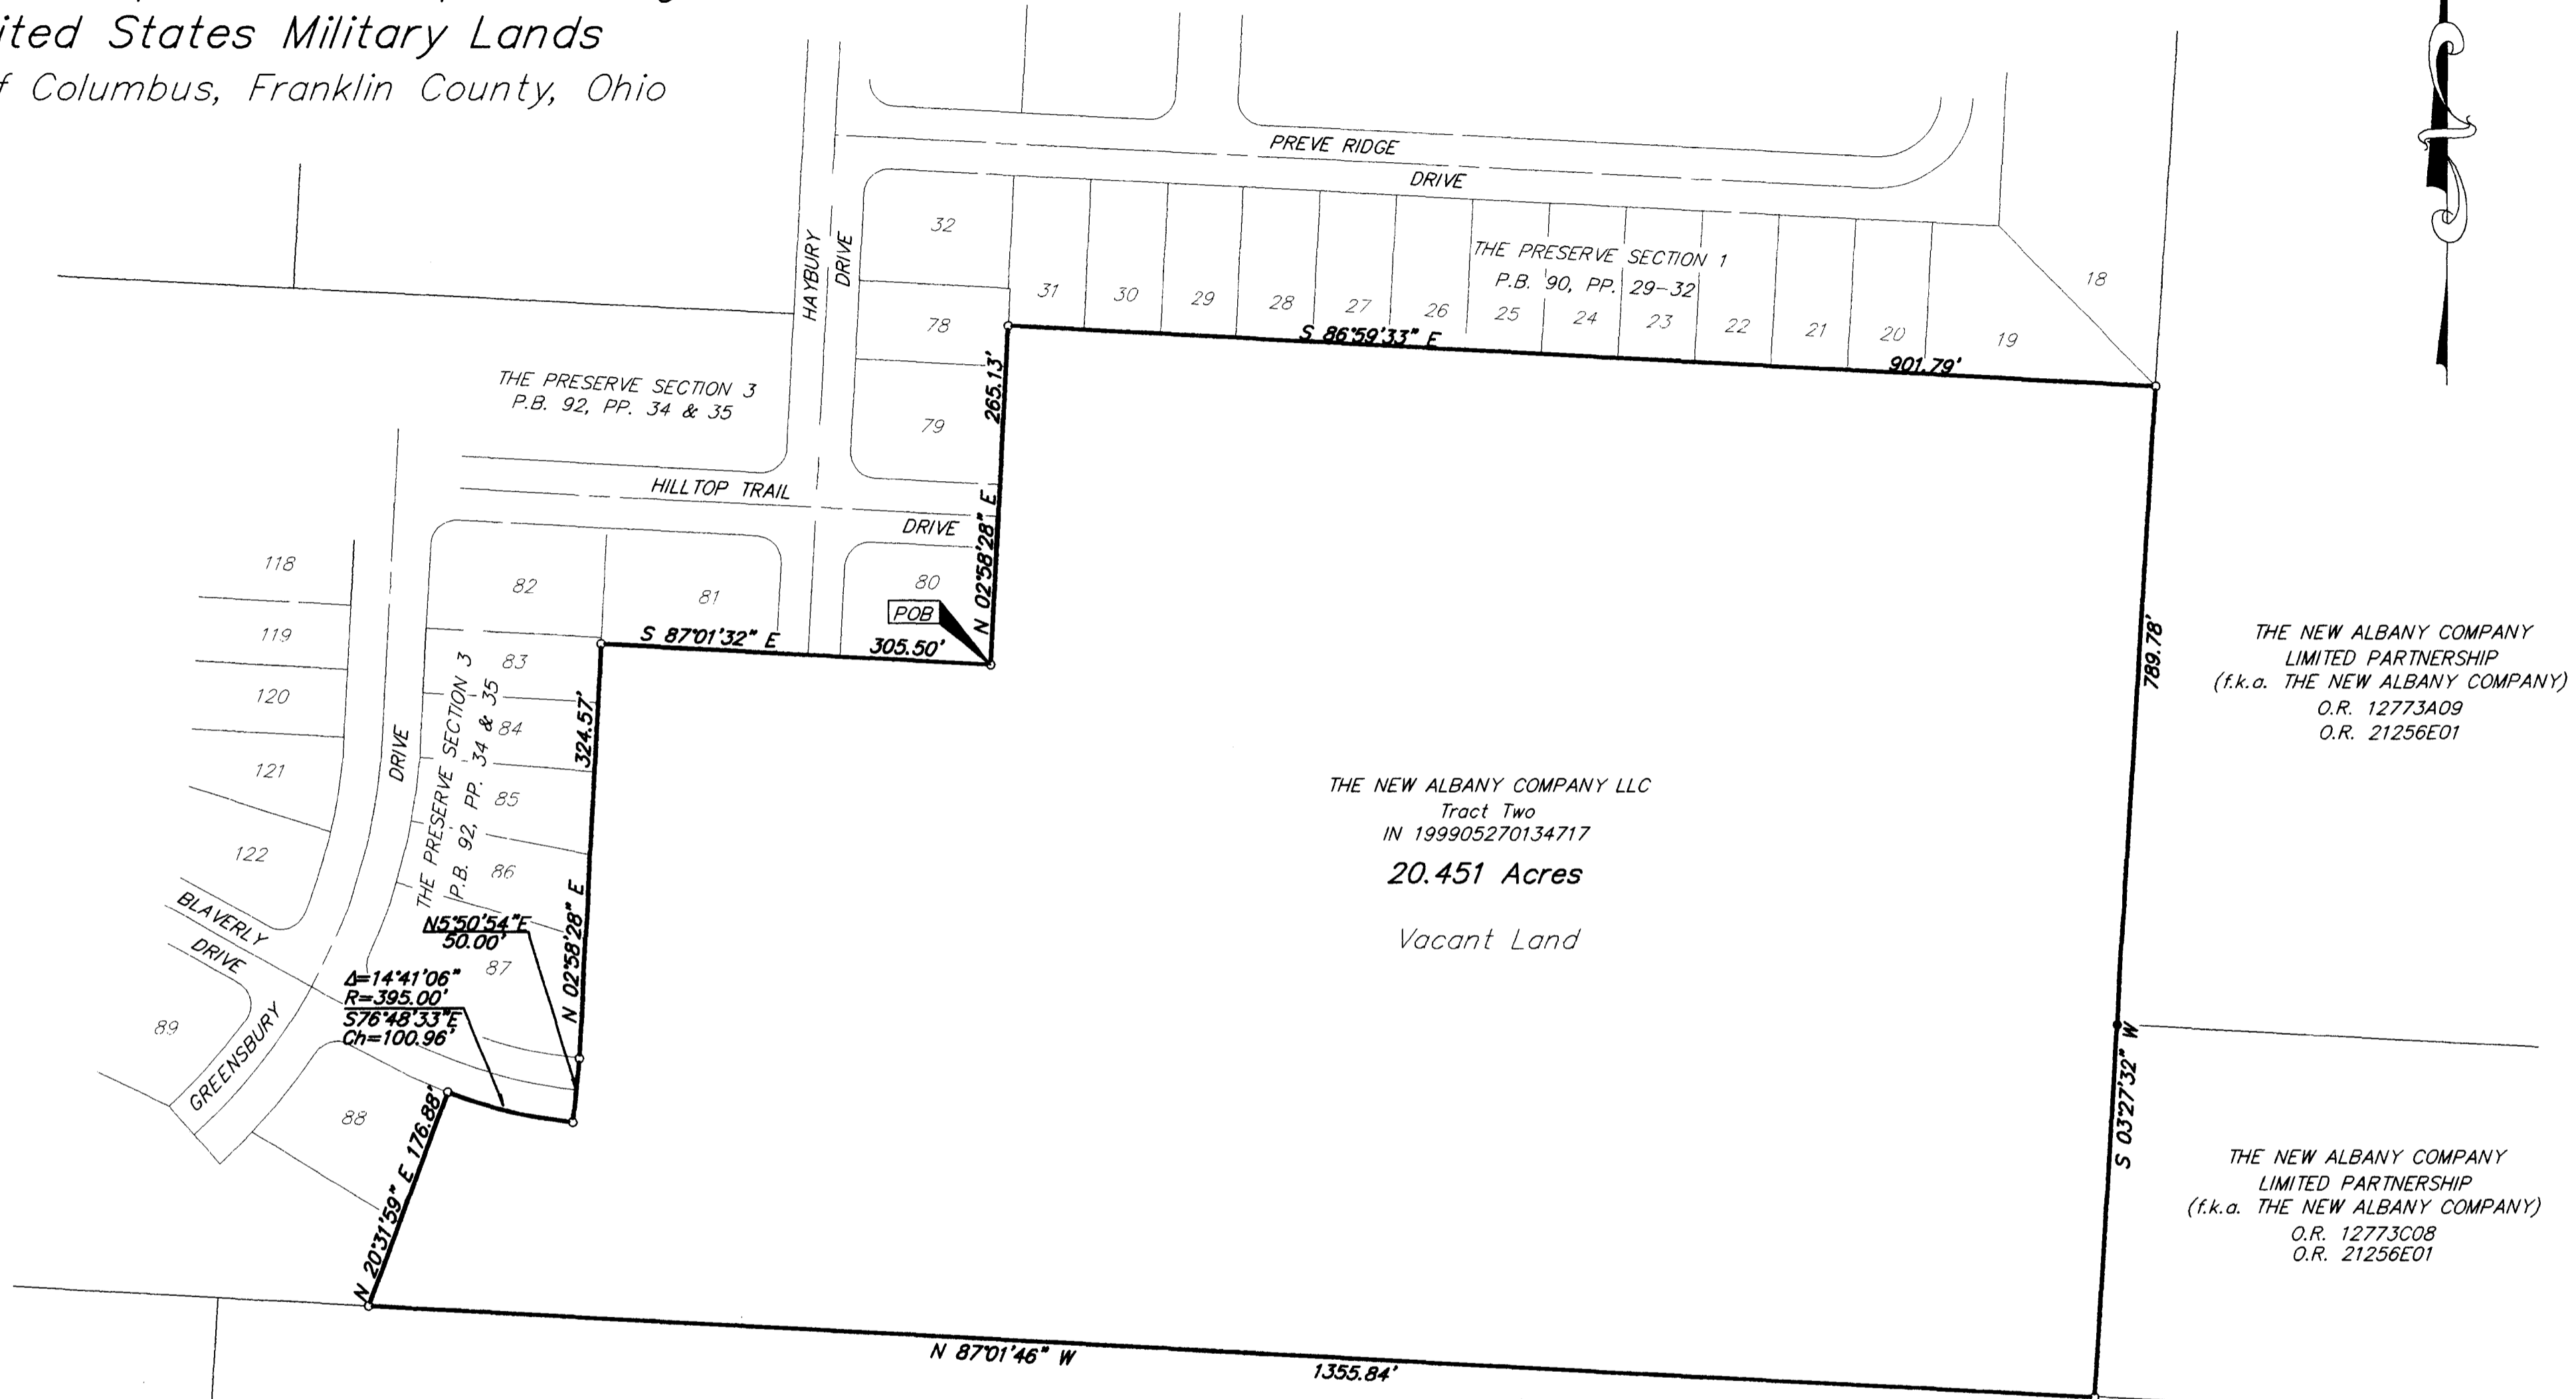 ited States Military Lands
f Columbus, Franklin County, Ohio
PREVE RIDGE
DRIVE
HAYBURY
DRIVE
32
31
30
29
28
27
26
25
24
23
22
21
20
19
18
THE PRESERVE SECTION 1
P.B. 90, PP. 29-32
78
79
S 86°59'33" E
901.79'
265.13'
N 02°58'28" E
THE PRESERVE SECTION 3
P.B. 92, PP. 34 & 35
HILLTOP TRAIL
DRIVE
118
119
120
121
122
82
81
80
POB
S 87°01'32" E
305.50'
83
84
85
86
87
THE PRESERVE SECTION 3
P.B. 92, PP. 34 & 35
DRIVE
324.57'
N 02°58'28" E
789.78'
S 03°27'32" W
THE NEW ALBANY COMPANY
LIMITED PARTNERSHIP
(f.k.a. THE NEW ALBANY COMPANY)
O.R. 12773A09
O.R. 21256E01
THE NEW ALBANY COMPANY LLC
Tract Two
IN 199905270134717
20.451 Acres
Vacant Land
BLAVERLY
DRIVE
N5°50'54"E
50.00'
Δ=14°41'06"
R=395.00'
S76°48'33"E
Ch=100.96'
89
GREENSBURY
88
N 20°31'59" E 176.88'
THE NEW ALBANY COMPANY
LIMITED PARTNERSHIP
(f.k.a. THE NEW ALBANY COMPANY)
O.R. 12773C08
O.R. 21256E01
N 87°01'46" W
1355.84'